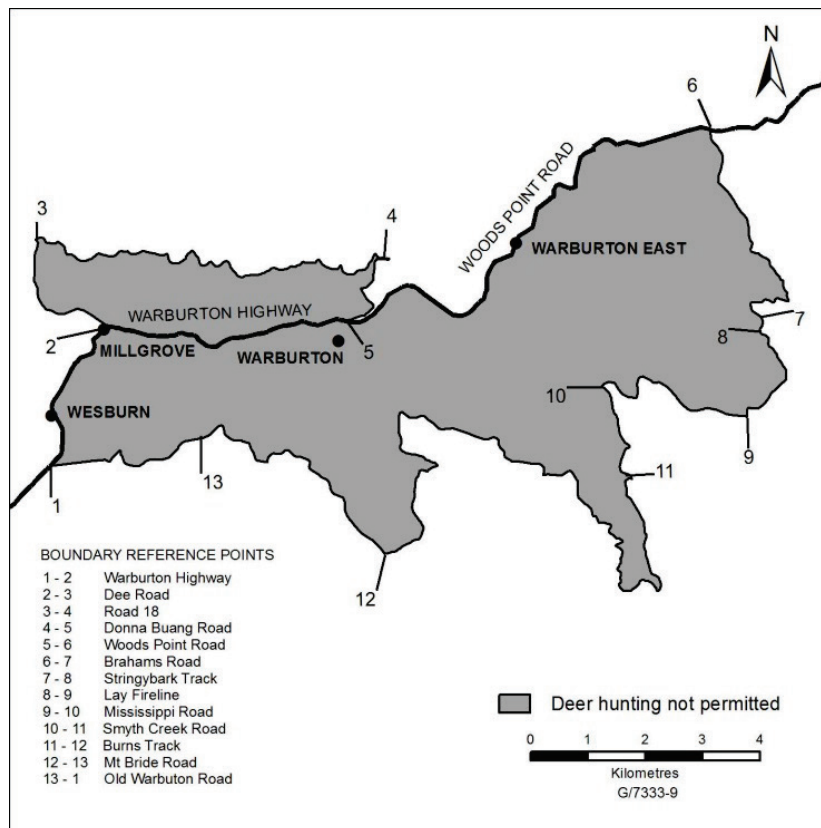 N
6
WOODS POINT ROAD
3
4
WARBURTON EAST
WARBURTON HIGHWAY
7
2
8
MILLGROVE
WARBURTON
5
10
WESBURN
9
11
13
1
12
BOUNDARY REFERENCE POINTS
1 - 2 Warburton Highway
2 - 3 Dee Road
3 - 4 Road 18
4 - 5 Donna Buang Road
5 - 6 Woods Point Road
6 - 7 Brahams Road
7 - 8 Stringybark Track
8 - 9 Lay Fireline
9 - 10 Mississippi Road
10 - 11 Smyth Creek Road
11 - 12 Burns Track
12 - 13 Mt Bride Road
13 - 1 Old Warbuton Road
Deer hunting not permitted
0 1 2 3 4
Kilometres
G/7333-9